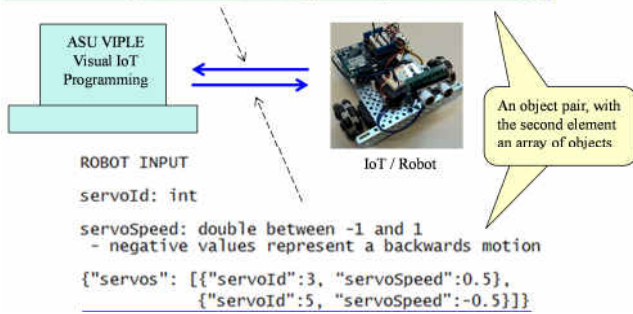 ASU VIPLE
Visual IoT
Programming
An object pair, with
the second element
an array of objects
IoT / Robot
ROBOT INPUT
servoId: int
servoSpeed: double between -1 and 1
- negative values represent a backwards motion
{"servos": [{"servoId":3, "servoSpeed":0.5},
{"servoId":5, "servoSpeed":-0.5}]}